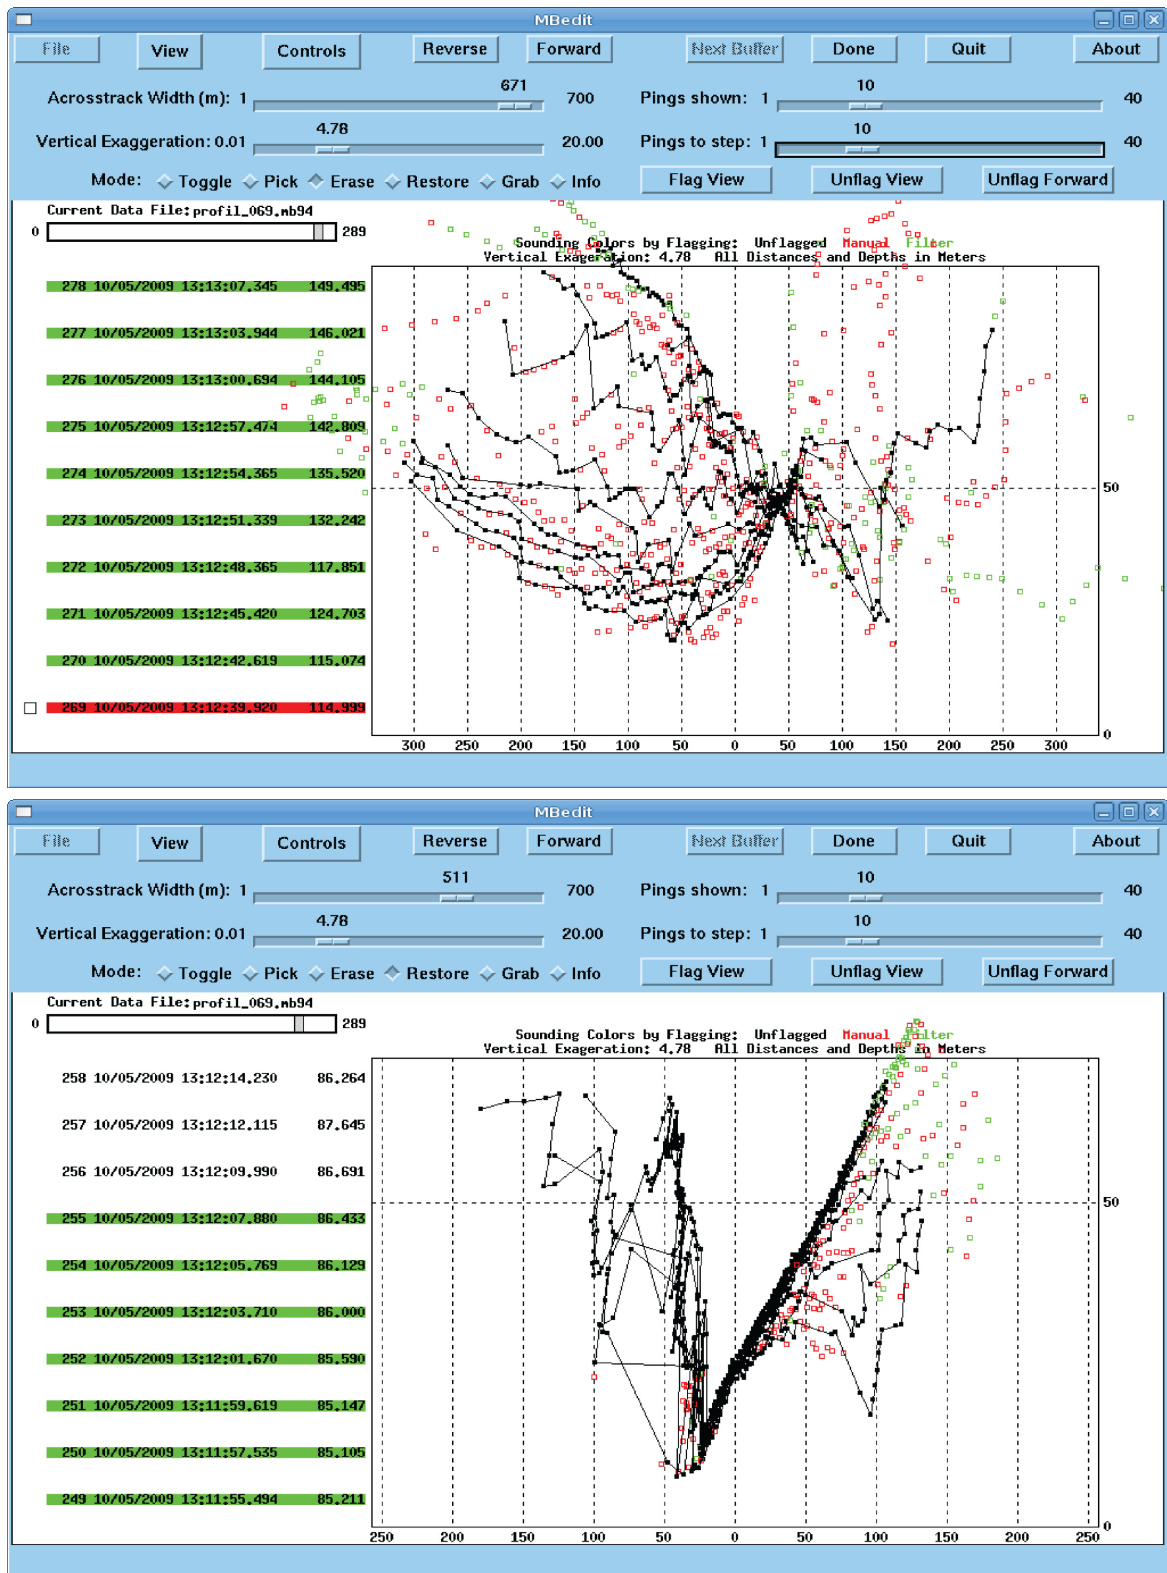 MBedit
File View Controls Reverse Forward Next Buffer Done Quit About
Acrosstrack Width (m): 1 671 700 Pings shown: 1 10 40
Vertical Exaggeration: 0.01 4.78 20.00 Pings to step: 1 10 40
Mode: Toggle Pick Erase Restore Grab Info Flag View Unflag View Unflag Forward
Current Data File: profil_069.mb94
0 289
Sounding Colors by Flagging: Unflagged Manual Filter
Vertical Exageration: 4.78 All Distances and Depths in Meters
278 10/05/2009 13:13:07.345 149.495
277 10/05/2009 13:13:03.944 146.021
276 10/05/2009 13:13:00.694 144.105
275 10/05/2009 13:12:57.474 142.809
274 10/05/2009 13:12:54.365 135.520
50
273 10/05/2009 13:12:51.339 132.242
272 10/05/2009 13:12:48.365 117.851
271 10/05/2009 13:12:45.420 124.703
270 10/05/2009 13:12:42.619 115.074
269 10/05/2009 13:12:39.920 114.999
0
300 250 200 150 100 50 0 50 100 150 200 250 300
MBedit
File View Controls Reverse Forward Next Buffer Done Quit About
Acrosstrack Width (m): 1 511 700 Pings shown: 1 10 40
Vertical Exaggeration: 0.01 4.78 20.00 Pings to step: 1 10 40
Mode: Toggle Pick Erase Restore Grab Info Flag View Unflag View Unflag Forward
Current Data File: profil_069.mb94
0 289
Sounding Colors by Flagging: Unflagged Manual Filter
Vertical Exageration: 4.78 All Distances and Depths in Meters
258 10/05/2009 13:12:14.230 86.264
257 10/05/2009 13:12:12.115 87.645
256 10/05/2009 13:12:09.990 86.691
50
255 10/05/2009 13:12:07.880 86.433
254 10/05/2009 13:12:05.769 86.129
253 10/05/2009 13:12:03.710 86.000
252 10/05/2009 13:12:01.670 85.590
251 10/05/2009 13:11:59.619 85.147
250 10/05/2009 13:11:57.535 85.105
249 10/05/2009 13:11:55.494 85.211
0
250 200 150 100 50 0 50 100 150 200 250